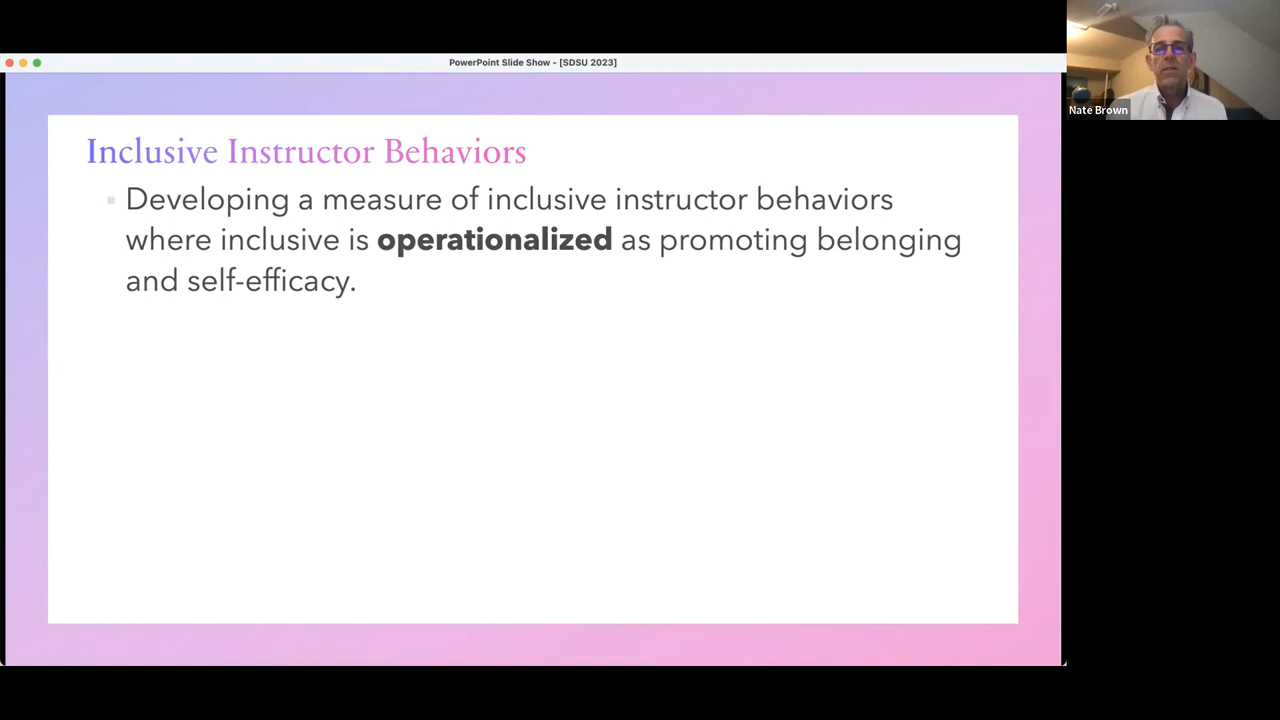 PowerPoint Slide Show - [SDSU 2023]
Nate Brown
Inclusive Instructor Behaviors
Developing a measure of inclusive instructor behaviors
where inclusive is operationalized as promoting belonging
and self-efficacy.